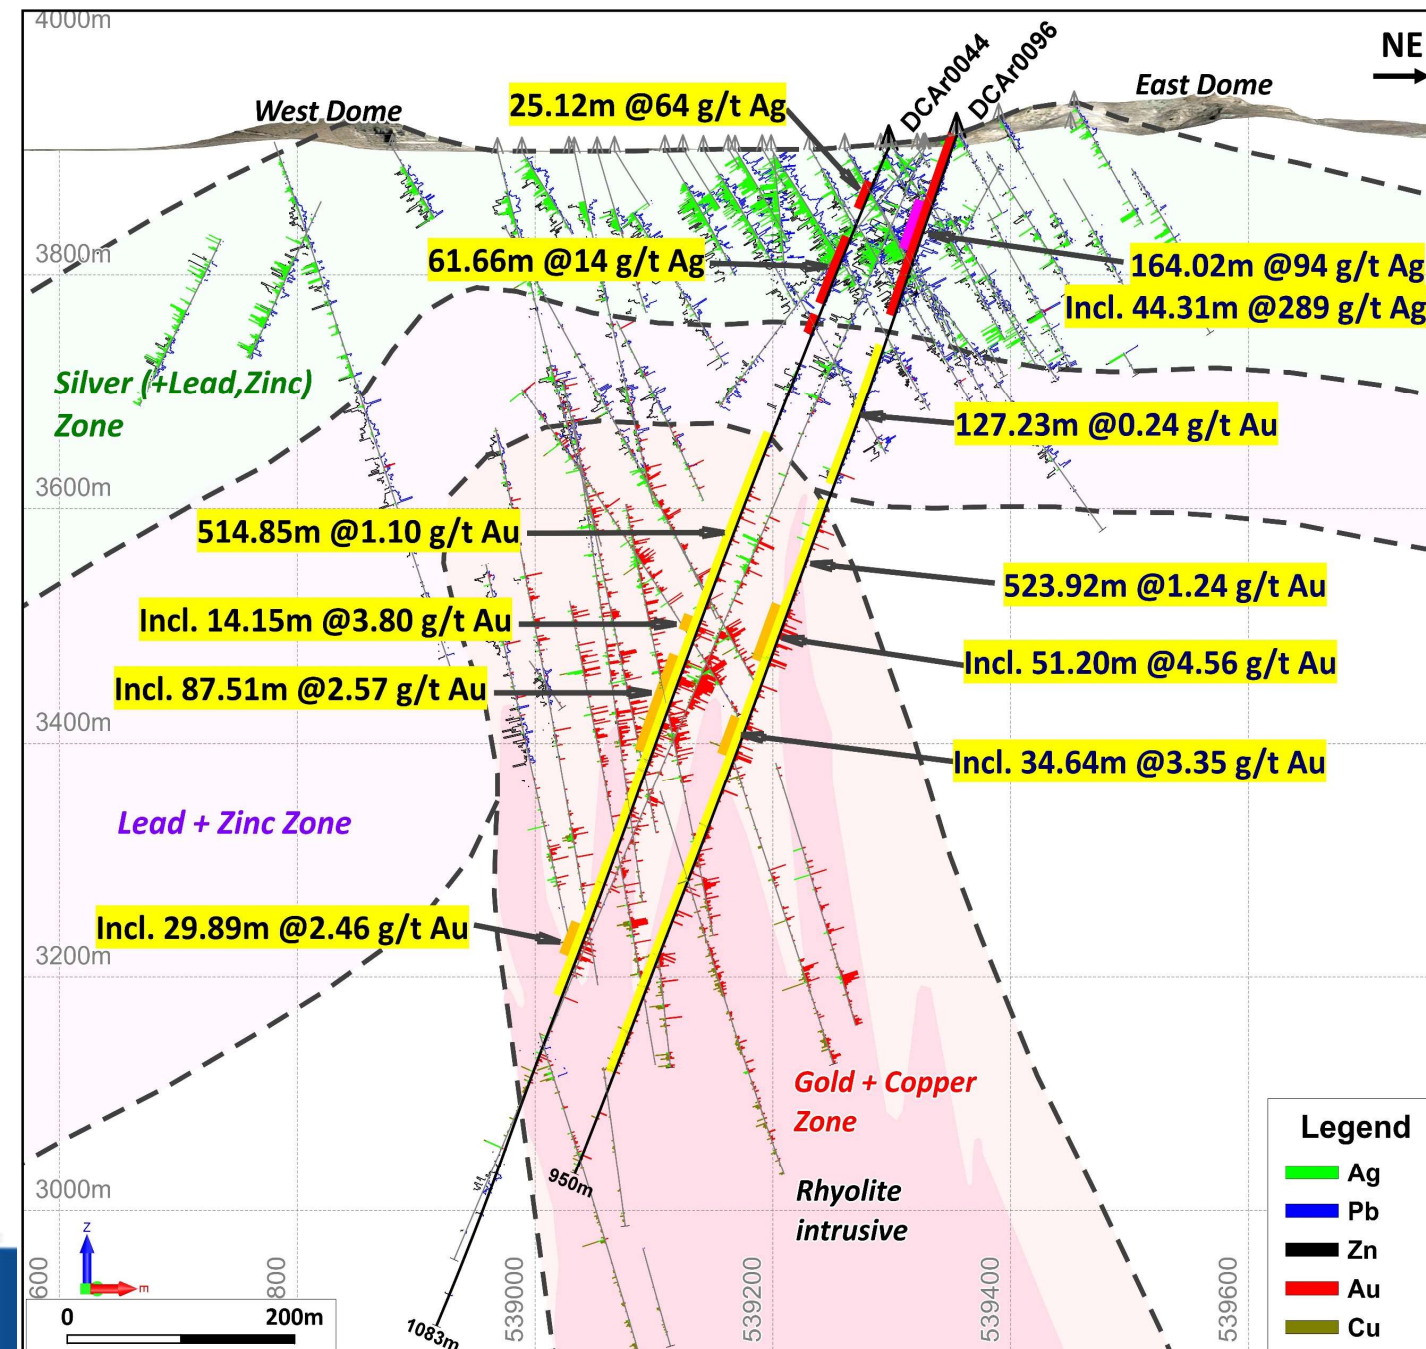 4000m
NE
DCAr0044
DCAr0096
East Dome
West Dome
25.12m @64 g/t Ag
3800m
61.66m @14 g/t Ag
164.02m @94 g/t Ag
Incl. 44.31m @289 g/t Ag
Silver (+Lead,Zinc)
Zone
127.23m @0.24 g/t Au
3600m
514.85m @1.10 g/t Au
523.92m @1.24 g/t Au
Incl. 14.15m @3.80 g/t Au
Incl. 51.20m @4.56 g/t Au
Incl. 87.51m @2.57 g/t Au
3400m
Incl. 34.64m @3.35 g/t Au
Lead + Zinc Zone
Incl. 29.89m @2.46 g/t Au
3200m
Gold + Copper
Zone
950m
Rhyolite
intrusive
3000m
Legend
Ag
Pb
Zn
Au
Cu
Z
E
600
800
539000
539200
539400
539600
0 200m
1083m